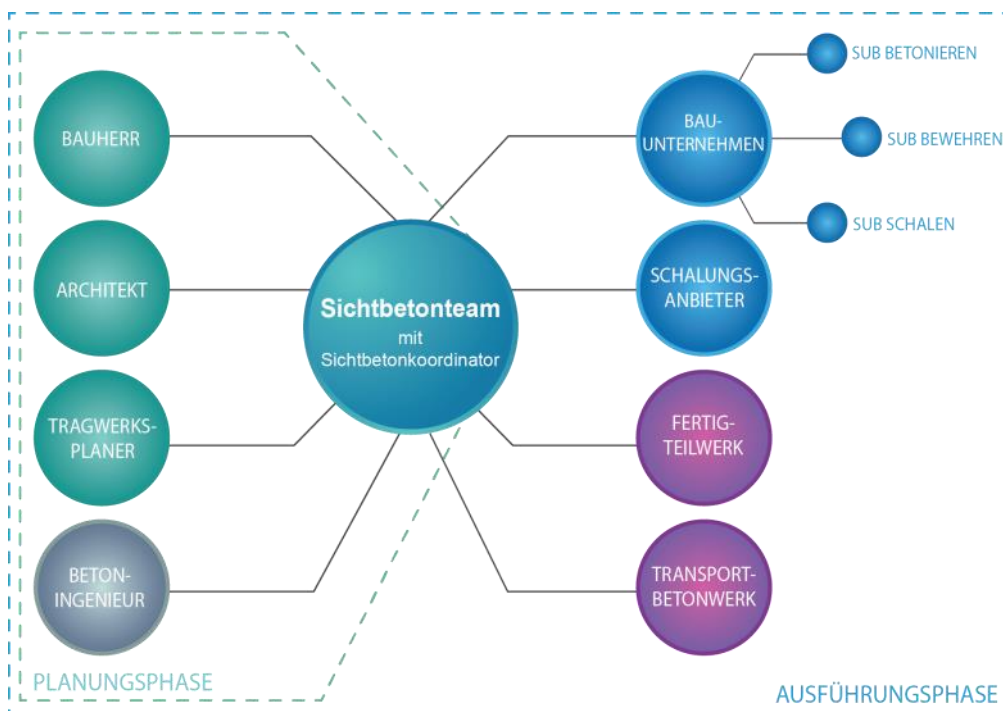 BAUHERR
ARCHITEKT
TRAGWERKS-
PLANER
BETON-
INGENIEUR
PLANUNGSPHASE
Sichtbetonteam
mit
Sichtbetonkoordinator
BAU-
UNTERNEHMEN
SUB BETONIEREN
SUB BEWEHREN
SUB SCHALEN
SCHALUNGS-
ANBIETER
FERTIG-
TEILWERK
TRANSPORT-
BETONWERK
AUSFÜHRUNGSPHASE